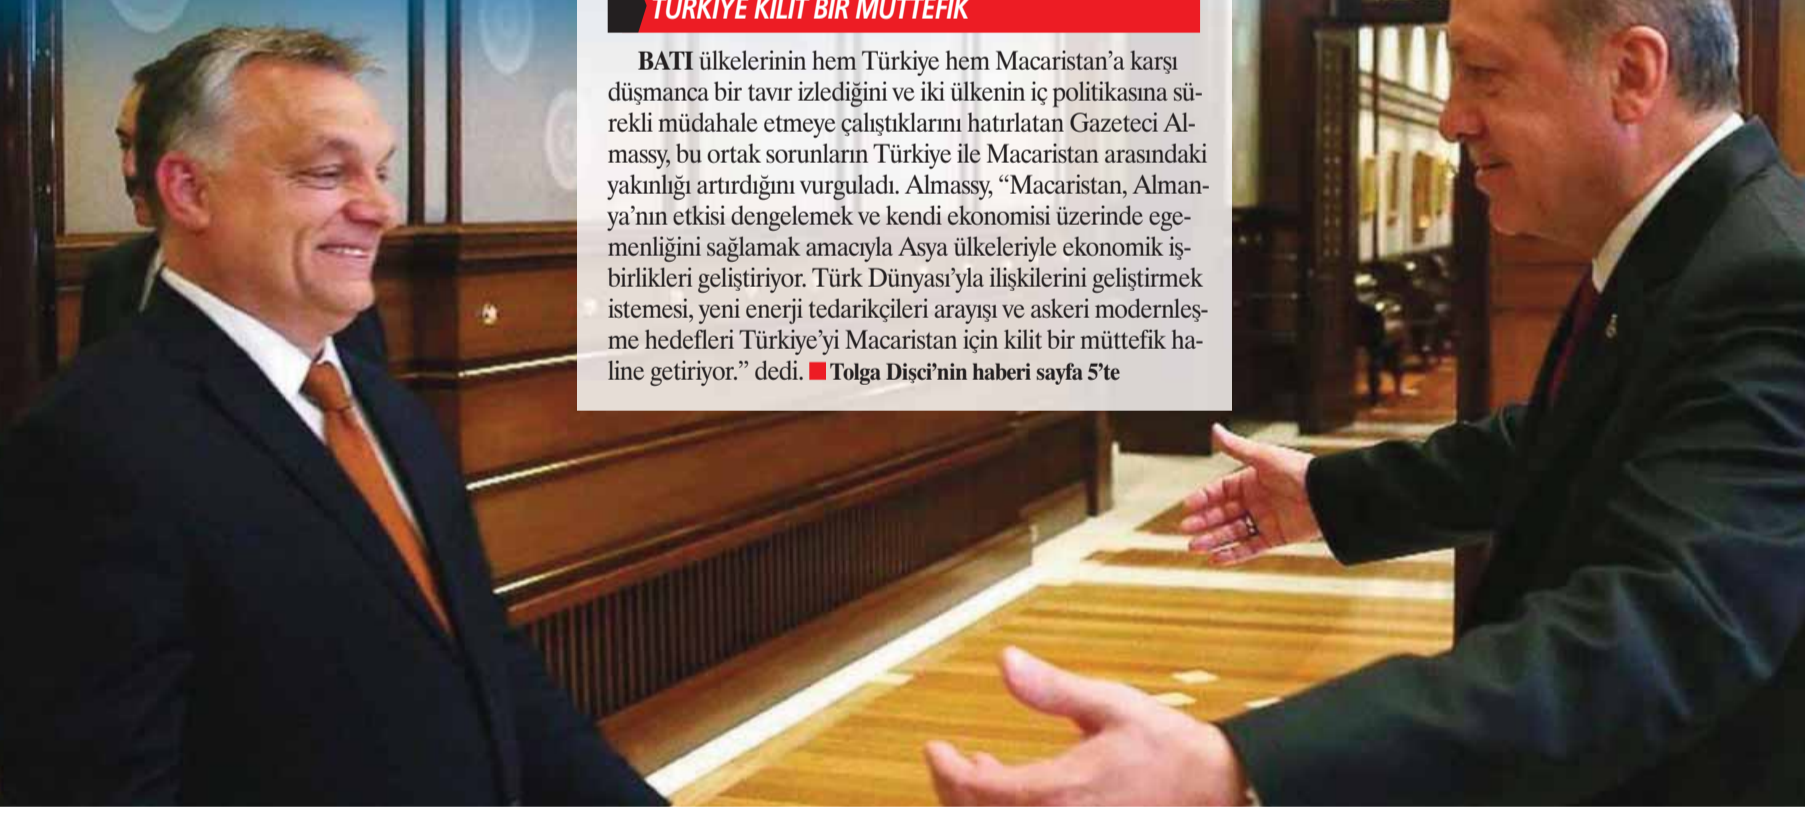 TÜRKİYE KİLİT BİR MÜTTEFİK
BATI ülkelerinin hem Türkiye hem Macaristan’a karşı
düşmanca bir tavır izlediğini ve iki ülkenin iç politikasına sü-
rekli müdahale etmeye çalıştıklarını hatırlatan Gazeteci Al-
massy, bu ortak sorunların Türkiye ile Macaristan arasındaki
yakınlığı artırdığını vurguladı. Almassy, “Macaristan, Alman-
ya’nın etkisi dengelemek ve kendi ekonomisi üzerinde ege-
menliğini sağlamak amacıyla Asya ülkeleriyle ekonomik iş-
birlikleri geliştiriyor. Türk Dünyası’yla ilişkilerini geliştirmek
istemesi, yeni enerji tedarikçileri arayışı ve askeri modernleş-
me hedefleri Türkiye’yi Macaristan için kilit bir müttefik ha-
line getiriyor.” dedi. ■ Tolga Dişci’nin haberi sayfa 5’te